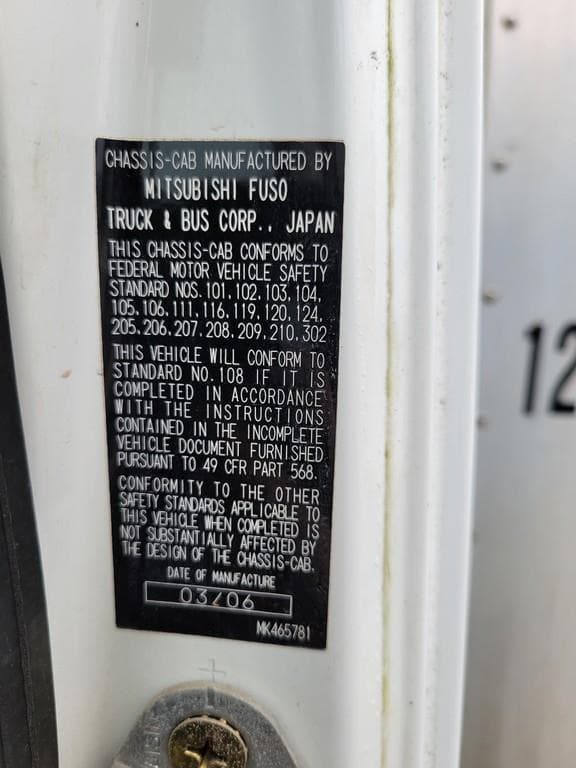 CHASSIS-CAB MANUFACTURED BY
MITSUBISHI FUSO
TRUCK & BUS CORP., JAPAN
THIS CHASSIS-CAB CONFORMS TO
FEDERAL MOTOR VEHICLE SAFETY
STANDARD NOS. 101, 102, 103, 104,
105, 106, 111, 116, 119, 120, 124,
205, 206, 207, 208, 209, 210, 302
THIS VEHICLE WILL CONFORM TO
STANDARD NO. 108 IF IT IS
COMPLETED IN ACCORDANCE
WITH THE INSTRUCTIONS
CONTAINED IN THE INCOMPLETE
VEHICLE DOCUMENT FURNISHED
PURSUANT TO 49 CFR PART 568.
CONFORMITY TO THE OTHER
SAFETY STANDARDS APPLICABLE TO
THIS VEHICLE WHEN COMPLETED IS
NOT SUBSTANTIALLY AFFECTED BY
THE DESIGN OF THE CHASSIS-CAB.
DATE OF MANUFACTURE
03/06
MK465781
12